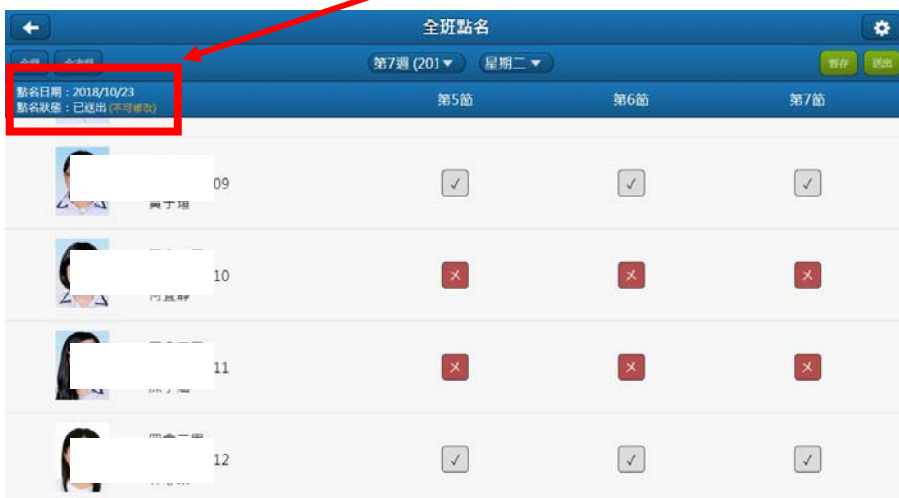 全班點名
第7週 (201▼ 星期二 ▼ 暫存 送出
點名日期：2018/10/23
點名狀態：已送出(不可修改)
第5節 第6節 第7節
09
10
11
12